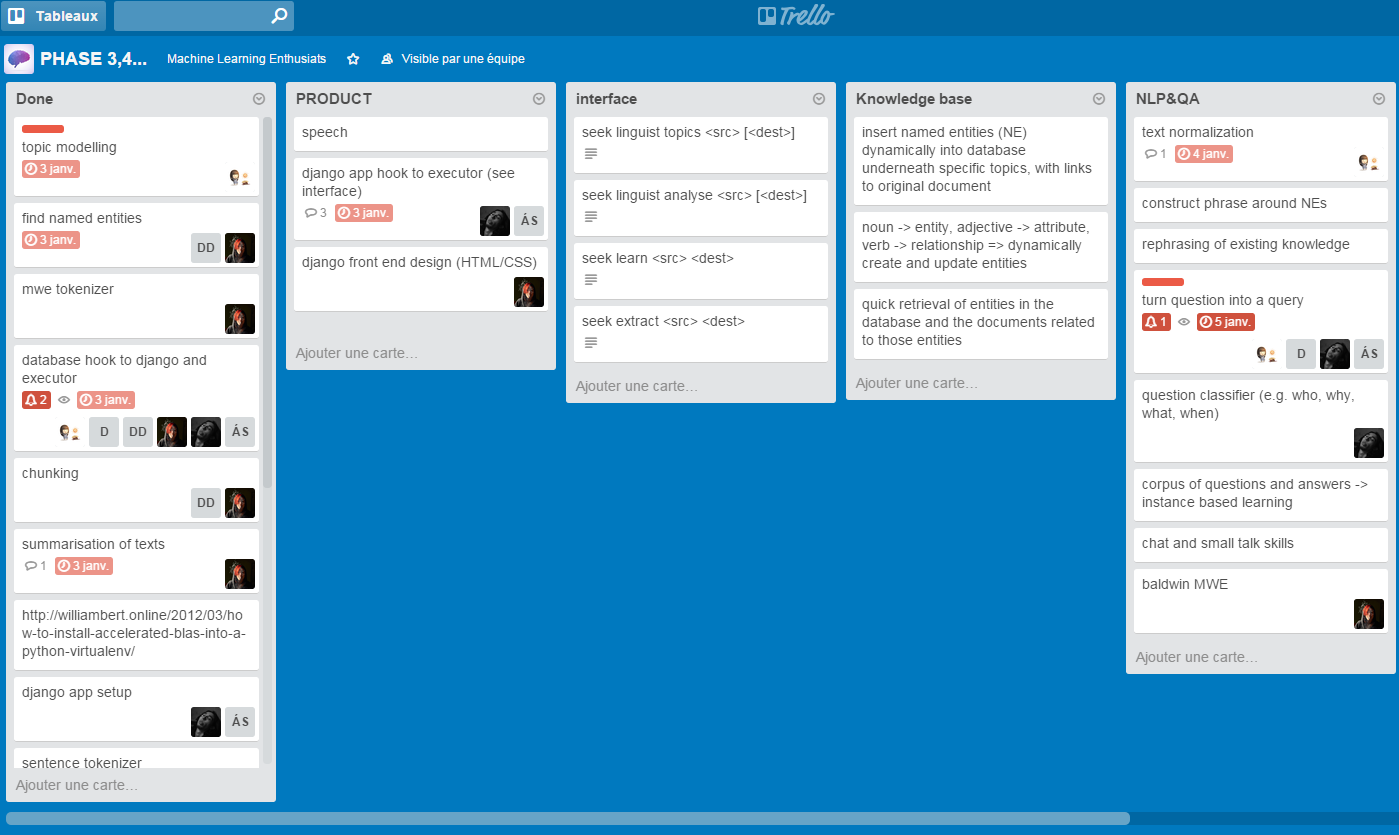 Tableaux
Trello
PHASE 3,4...
Machine Learning Enthusiats
Visible par une équipe
Done
topic modelling
3 janv.
find named entities
3 janv.
DD
mwe tokenizer
database hook to django and
executor
2
3 janv.
D
DD
ÁS
chunking
DD
summarisation of texts
1
3 janv.
http://williambert.online/2012/03/ho
w-to-install-accelerated-blas-into-a-
python-virtualenv/
django app setup
ÁS
sentence tokenizer
Ajouter une carte…
PRODUCT
speech
django app hook to executor (see
interface)
3
3 janv.
ÁS
django front end design (HTML/CSS)
Ajouter une carte…
interface
seek linguist topics <src> [<dest>]
seek linguist analyse <src> [<dest>]
seek learn <src> <dest>
seek extract <src> <dest>
Ajouter une carte…
Knowledge base
insert named entities (NE)
dynamically into database
underneath specific topics, with links
to original document
noun -> entity, adjective -> attribute,
verb -> relationship => dynamically
create and update entities
quick retrieval of entities in the
database and the documents related
to those entities
Ajouter une carte…
NLP&QA
text normalization
1
4 janv.
construct phrase around NEs
rephrasing of existing knowledge
turn question into a query
1
5 janv.
D
ÁS
question classifier (e.g. who, why,
what, when)
corpus of questions and answers ->
instance based learning
chat and small talk skills
baldwin MWE
Ajouter une carte…